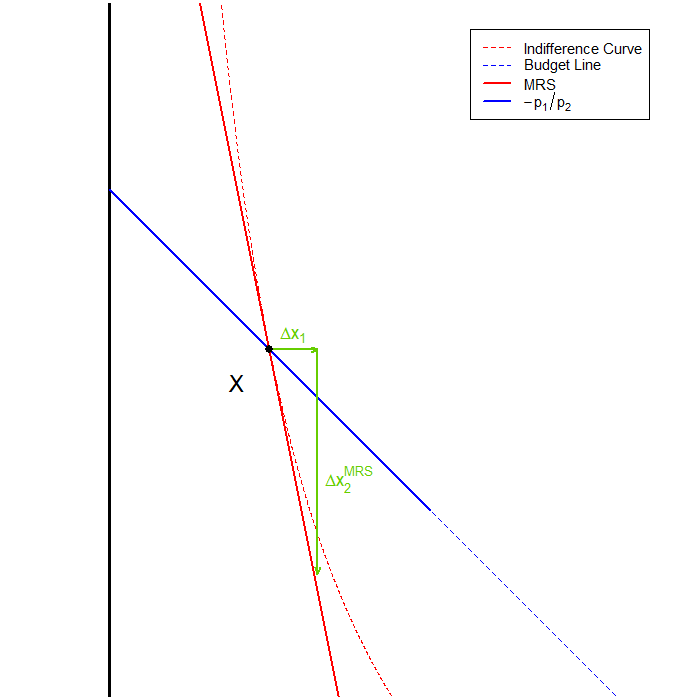 Indifference Curve
Budget Line
MRS
−p₁/p₂
Δx₁
X
Δx₂ᴹᴿˢ